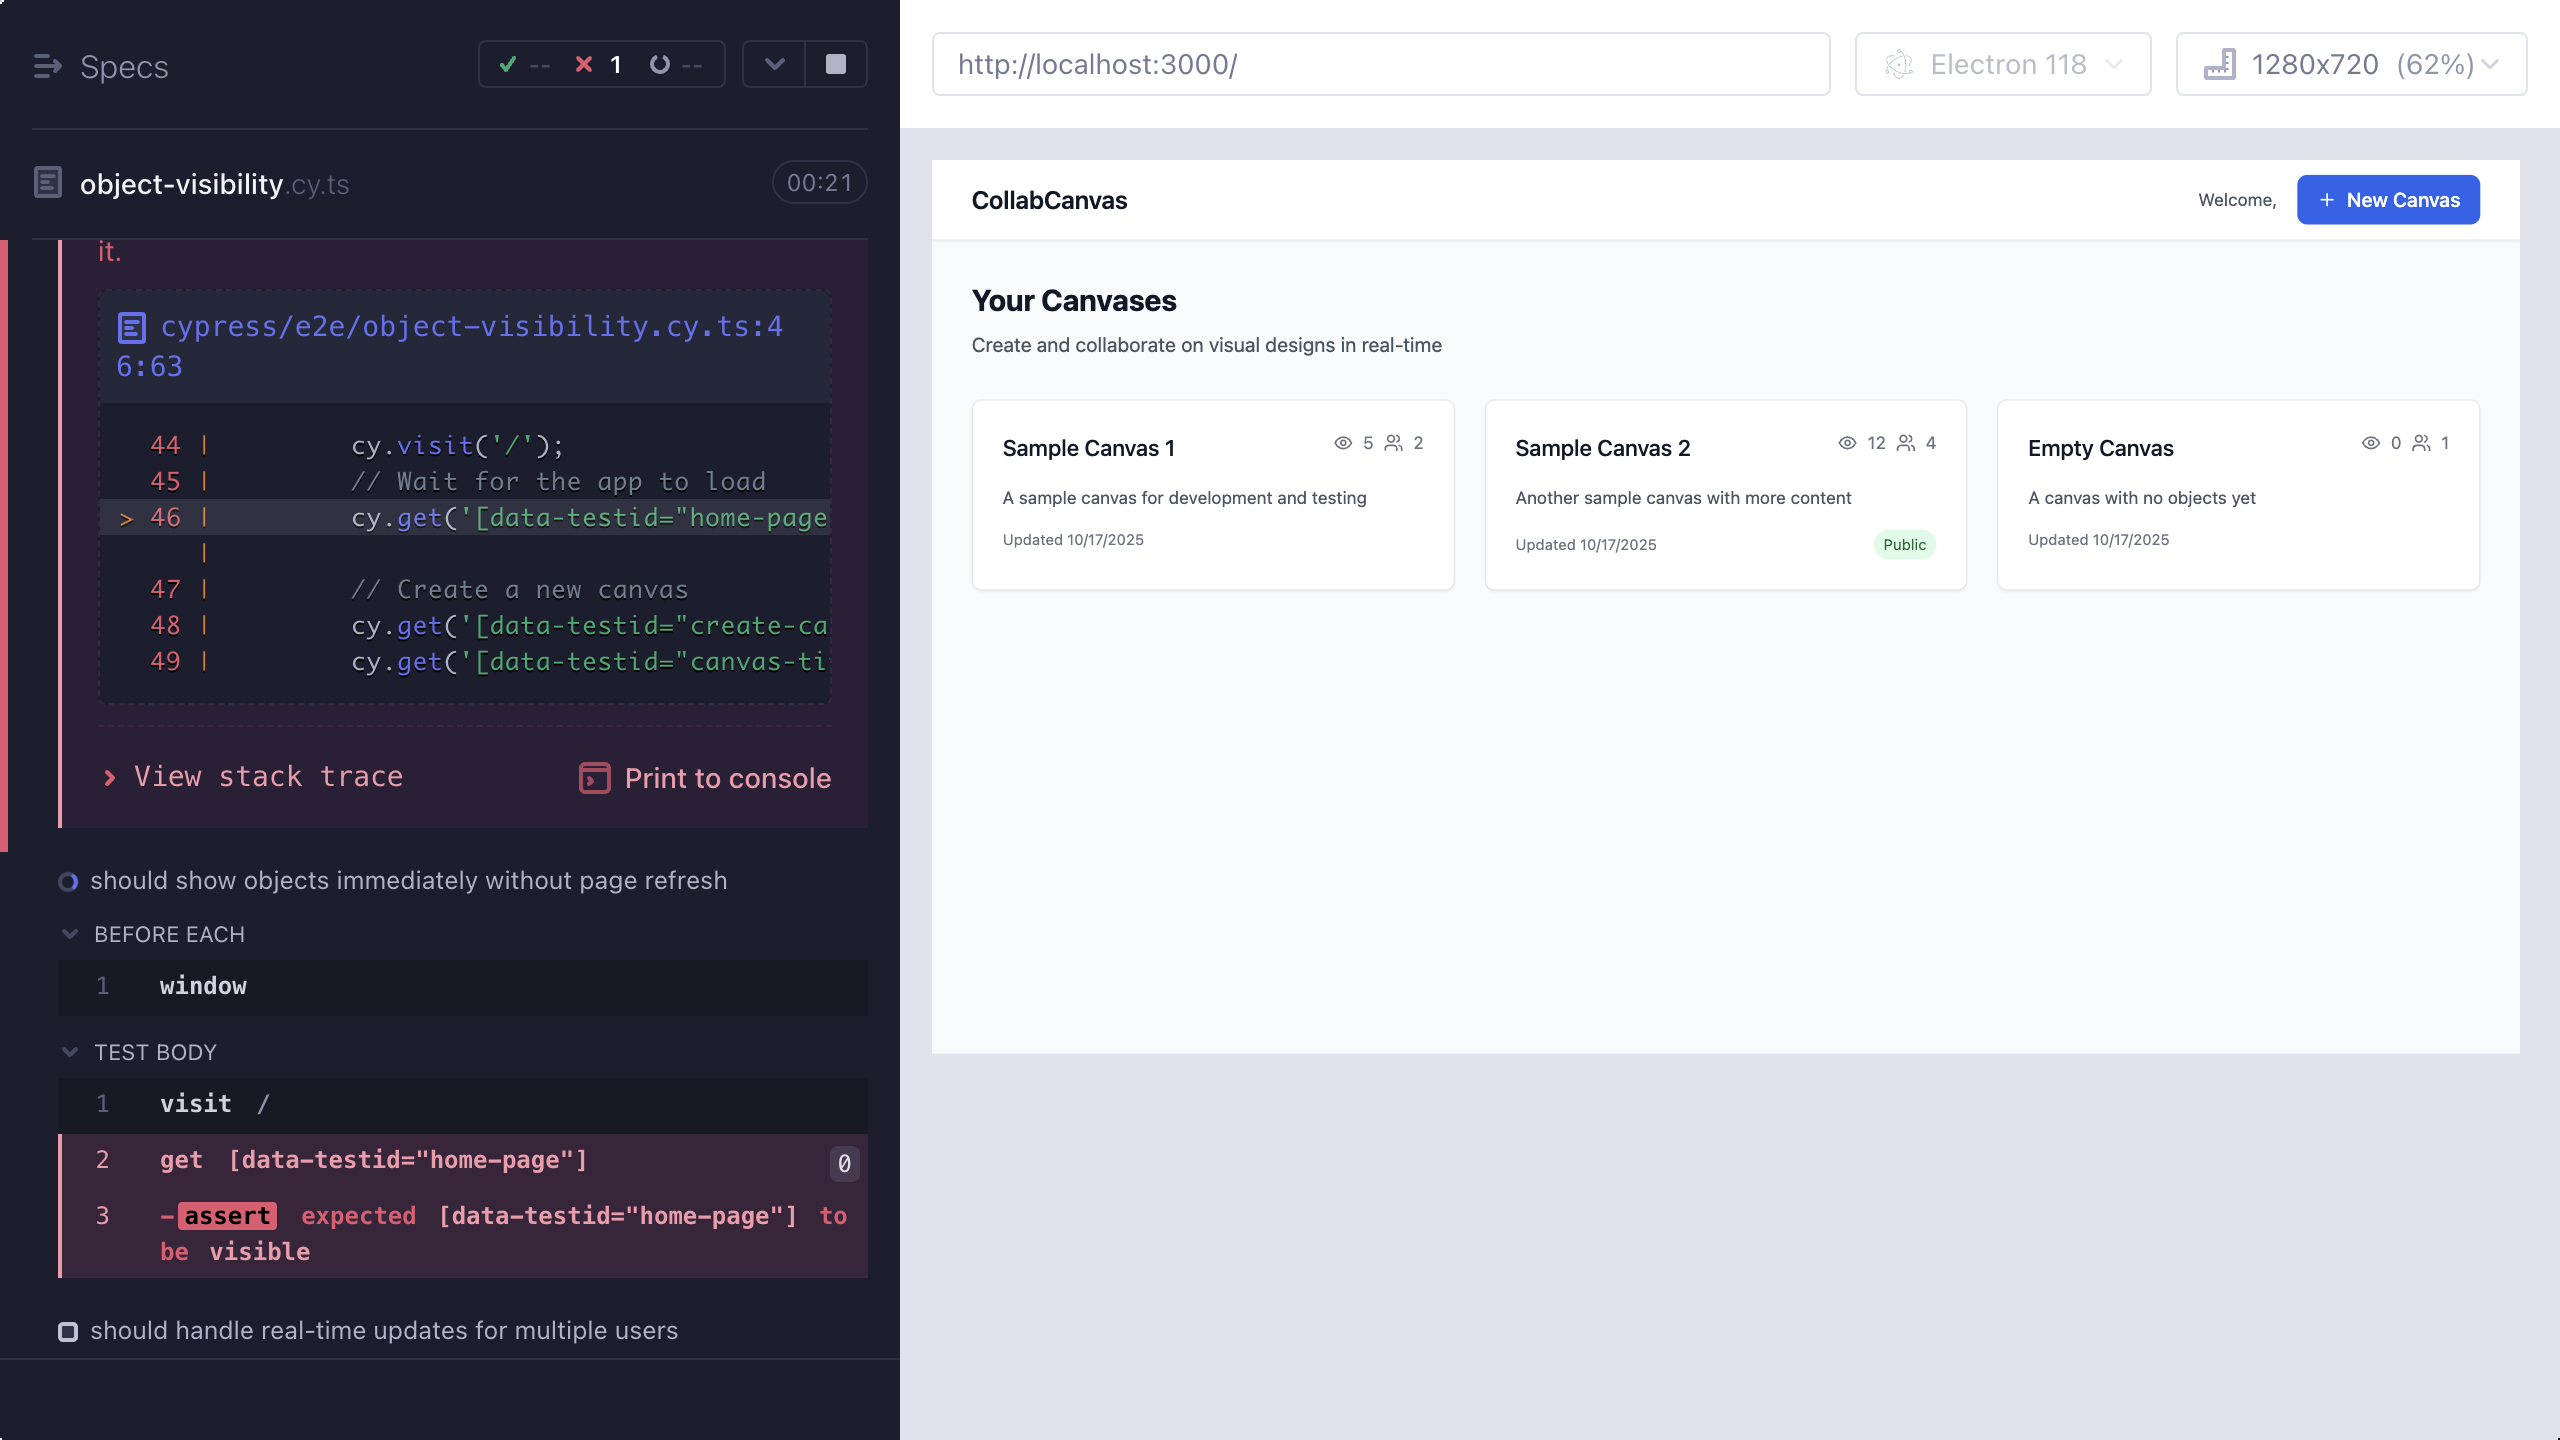 Specs
-- 1 --
object-visibility.cy.ts
00:21
it.
cypress/e2e/object-visibility.cy.ts:4
6:63
44 | cy.visit('/');
45 | // Wait for the app to load
> 46 | cy.get('[data-testid="home-page
|
47 | // Create a new canvas
48 | cy.get('[data-testid="create-ca
49 | cy.get('[data-testid="canvas-ti
View stack trace
Print to console
should show objects immediately without page refresh
BEFORE EACH
1 window
TEST BODY
1 visit /
2 get [data-testid="home-page"] 0
3 -assert expected [data-testid="home-page"] to
be visible
should handle real-time updates for multiple users
http://localhost:3000/
Electron 118
1280x720 (62%)
CollabCanvas
Welcome,
+ New Canvas
Your Canvases
Create and collaborate on visual designs in real-time
Sample Canvas 1
5 2
A sample canvas for development and testing
Updated 10/17/2025
Sample Canvas 2
12 4
Another sample canvas with more content
Updated 10/17/2025
Public
Empty Canvas
0 1
A canvas with no objects yet
Updated 10/17/2025